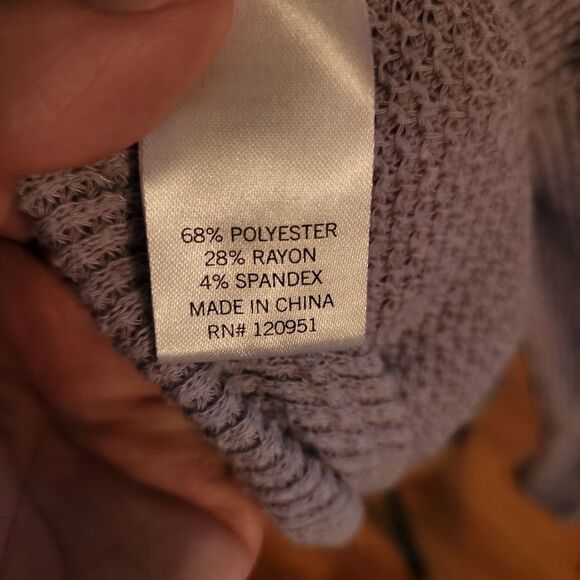 68% POLYESTER
28% RAYON
4% SPANDEX
MADE IN CHINA
RN# 120951